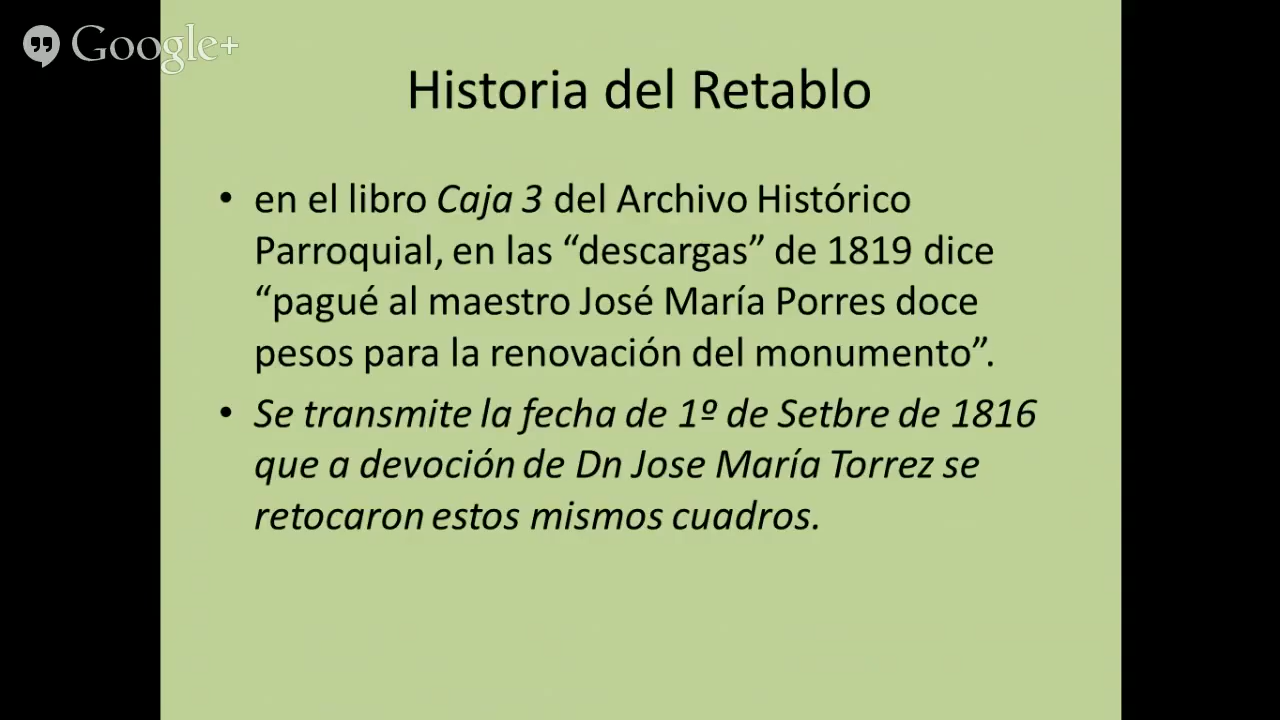 Google+
Historia del Retablo
• en el libro Caja 3 del Archivo Histórico
Parroquial, en las “descargas” de 1819 dice
“pagué al maestro José María Porres doce
pesos para la renovación del monumento”.
• Se transmite la fecha de 1º de Setbre de 1816
que a devoción de Dn Jose María Torrez se
retocaron estos mismos cuadros.